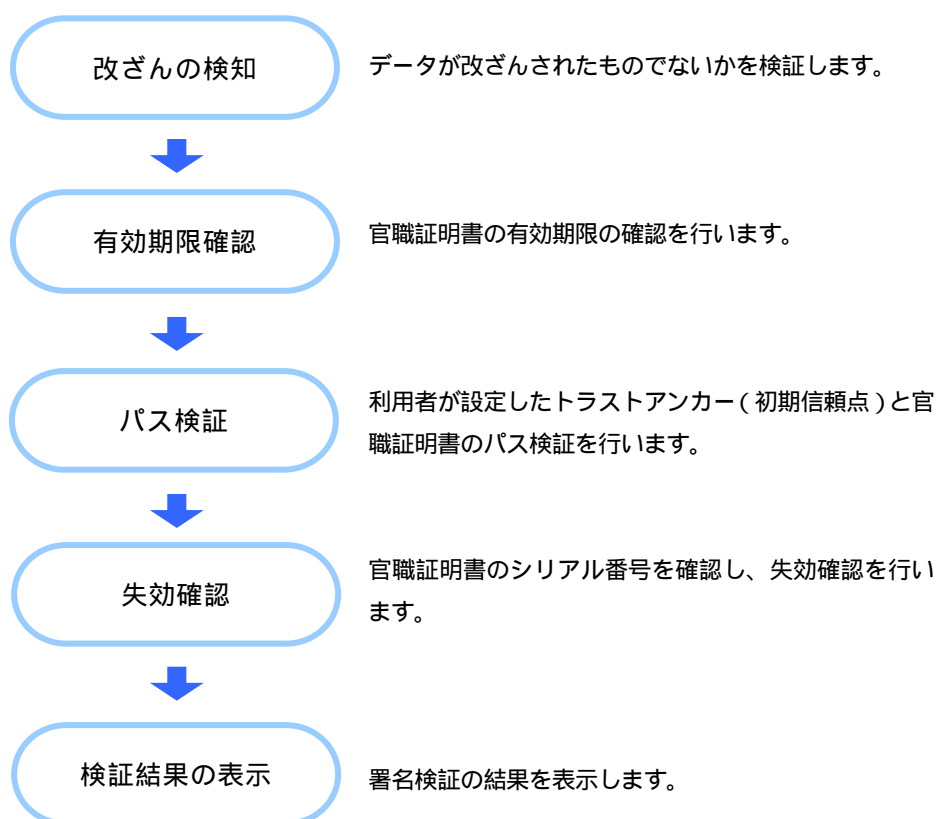 改ざんの検知
データが改ざんされたものでないかを検証します。
有効期限確認
官職証明書の有効期限の確認を行います。
パス検証
利用者が設定したトラストアンカー(初期信頼点)と官
職証明書のパス検証を行います。
失効確認
官職証明書のシリアル番号を確認し、失効確認を行い
ます。
検証結果の表示
署名検証の結果を表示します。